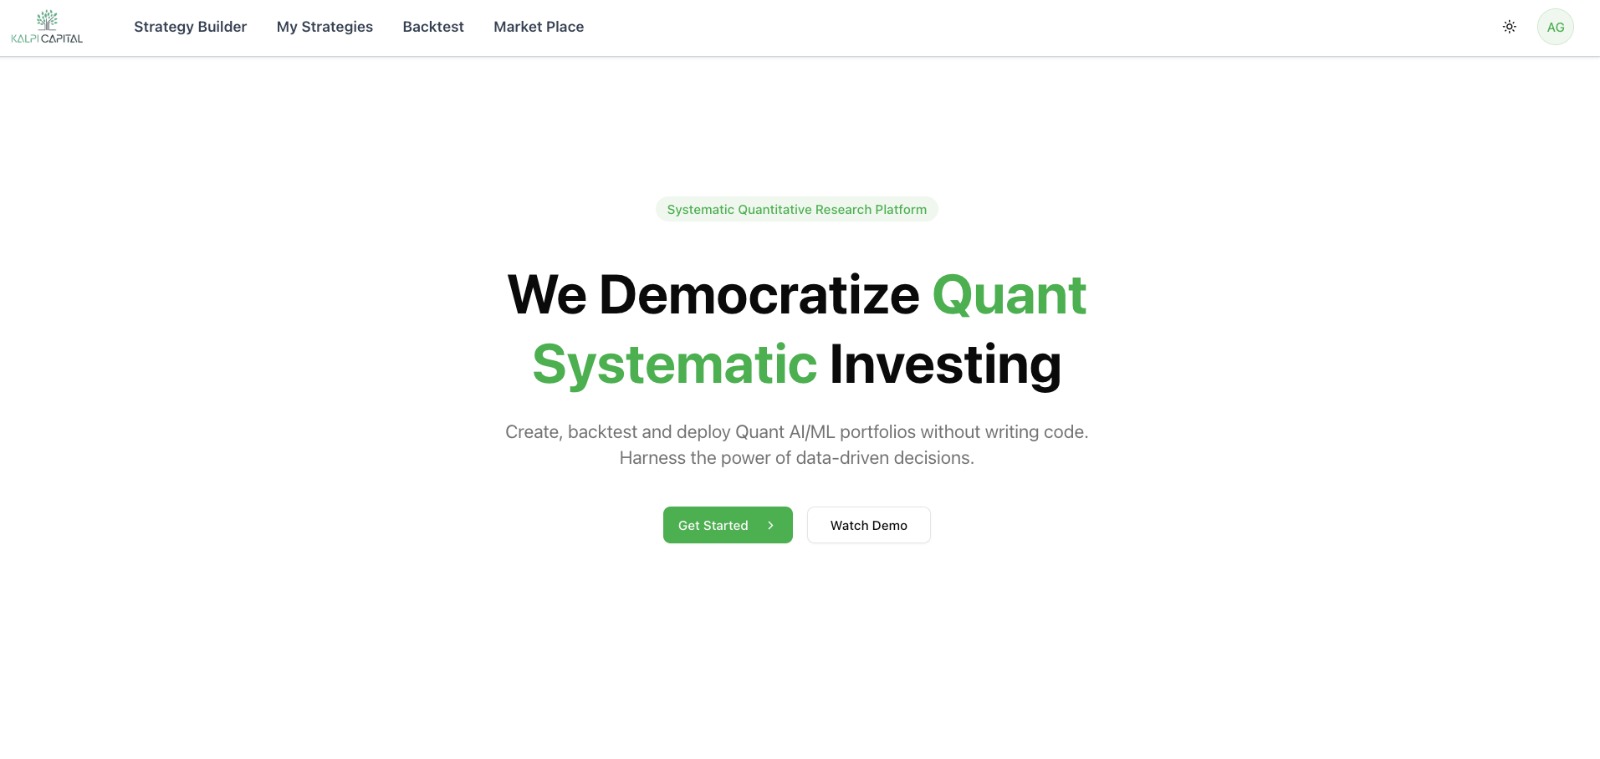 KALPI CAPITAL
Strategy Builder
My Strategies
Backtest
Market Place
AG
Systematic Quantitative Research Platform
We Democratize Quant
Systematic Investing
Create, backtest and deploy Quant AI/ML portfolios without writing code.
Harness the power of data-driven decisions.
Get Started
Watch Demo